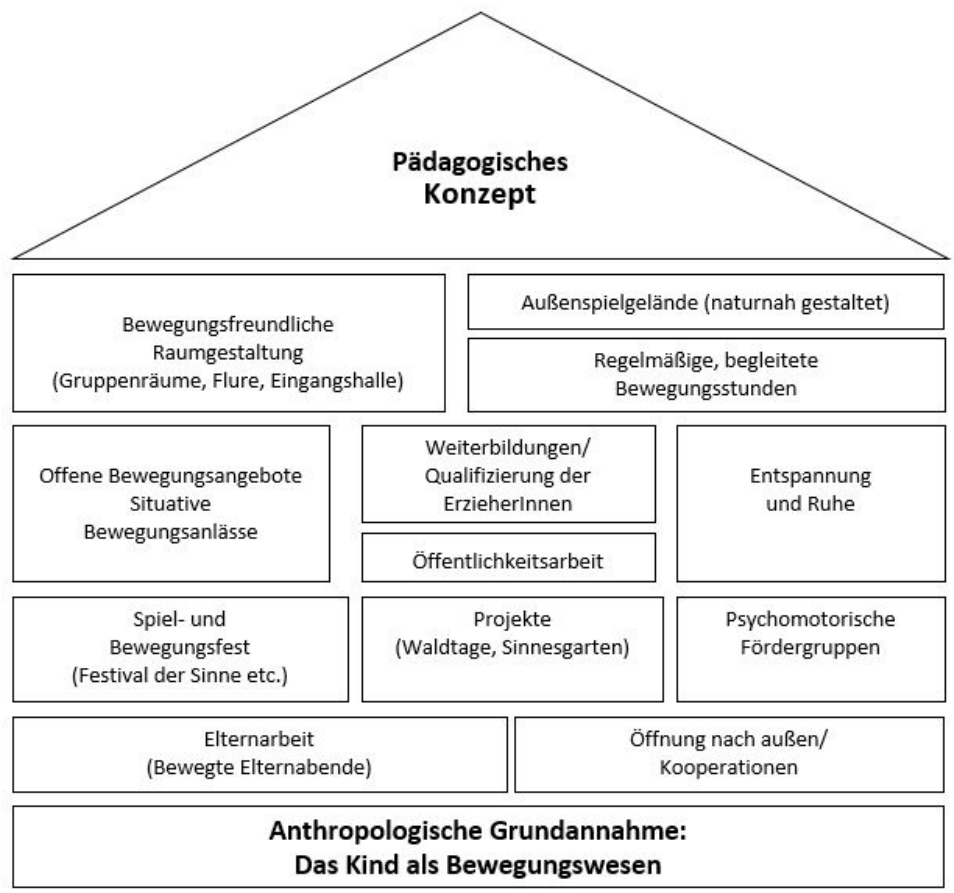 Pädagogisches
Konzept
Bewegungsfreundliche
Raumgestaltung
(Gruppenräume, Flure, Eingangshalle)
Außenspielgelände (naturnah gestaltet)
Regelmäßige, begleitete
Bewegungsstunden
Offene Bewegungsangebote
Situative
Bewegungsanlässe
Weiterbildungen/
Qualifizierung der
ErzieherInnen
Öffentlichkeitsarbeit
Entspannung
und Ruhe
Spiel- und
Bewegungsfest
(Festival der Sinne etc.)
Projekte
(Waldtage, Sinnesgarten)
Psychomotorische
Fördergruppen
Elternarbeit
(Bewegte Elternabende)
Öffnung nach außen/
Kooperationen
Anthropologische Grundannahme:
Das Kind als Bewegungswesen